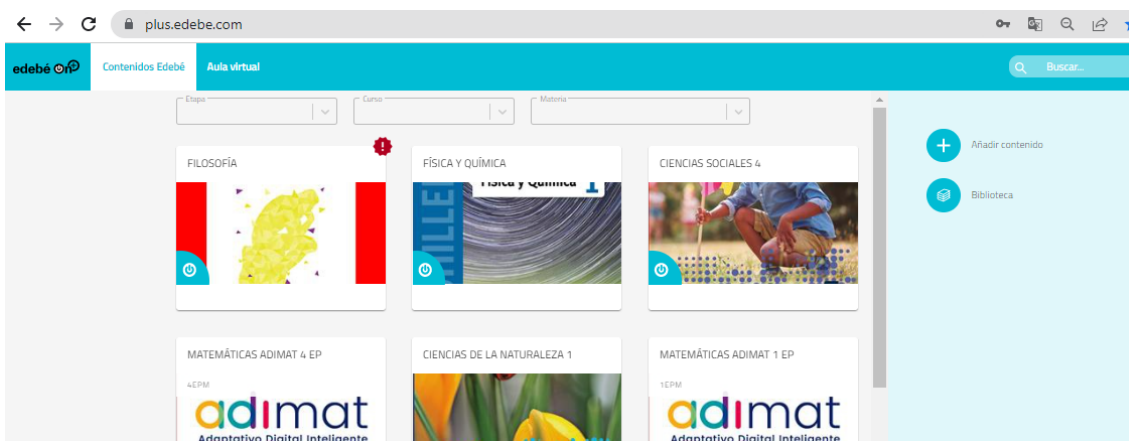 plus.edebe.com
edebé On+
Contenidos Edebé
Aula virtual
Buscar...
Etapa
Curso
Materia
Añadir contenido
Biblioteca
FILOSOFÍA
FÍSICA Y QUÍMICA
Física y Química 1
MILLE
CIENCIAS SOCIALES 4
MATEMÁTICAS ADIMAT 4 EP
4EPM
adimat
Adaptativo Digital Inteligente
CIENCIAS DE LA NATURALEZA 1
MATEMÁTICAS ADIMAT 1 EP
1EPM
adimat
Adaptativo Digital Inteligente